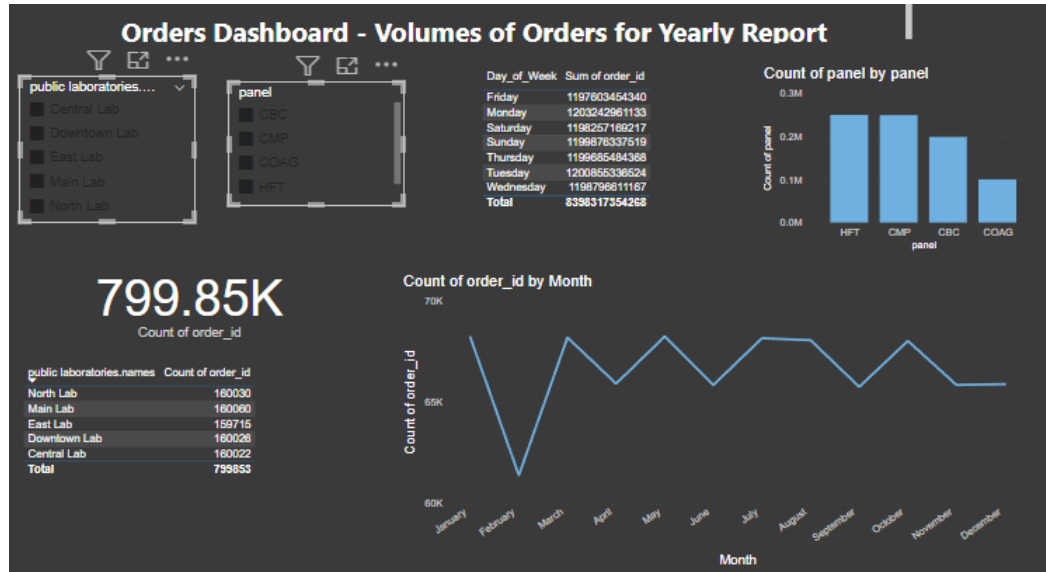 Orders Dashboard - Volumes of Orders for Yearly Report
public laboratories....
Central Lab
Downtown Lab
East Lab
Main Lab
North Lab
panel
CBC
CMP
COAG
HFT
Day_of_Week Sum of order_id
Friday 1197603454340
Monday 1203242961133
Saturday 1198257169217
Sunday 1199876337519
Thursday 1199685484368
Tuesday 1200855336524
Wednesday 1198796611167
Total 8398317354268
Count of panel by panel
Count of panel
0.3M
0.2M
0.1M
0.0M
HFT CMP CBC COAG
panel
799.85K
Count of order_id
public laboratories.names Count of order_id
North Lab 160030
Main Lab 160060
East Lab 159715
Downtown Lab 160026
Central Lab 160022
Total 799853
Count of order_id by Month
Count of order_id
70K
65K
60K
January February March April May June July August September October November December
Month